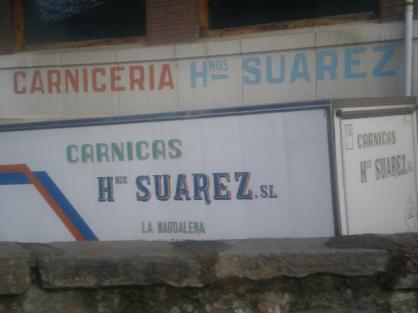 CARNICERIA Hnos SUAREZ
CARNICAS
Hnos SUAREZ, SL
LA MAGDALENA
CARNICAS
Hnos SUAREZ